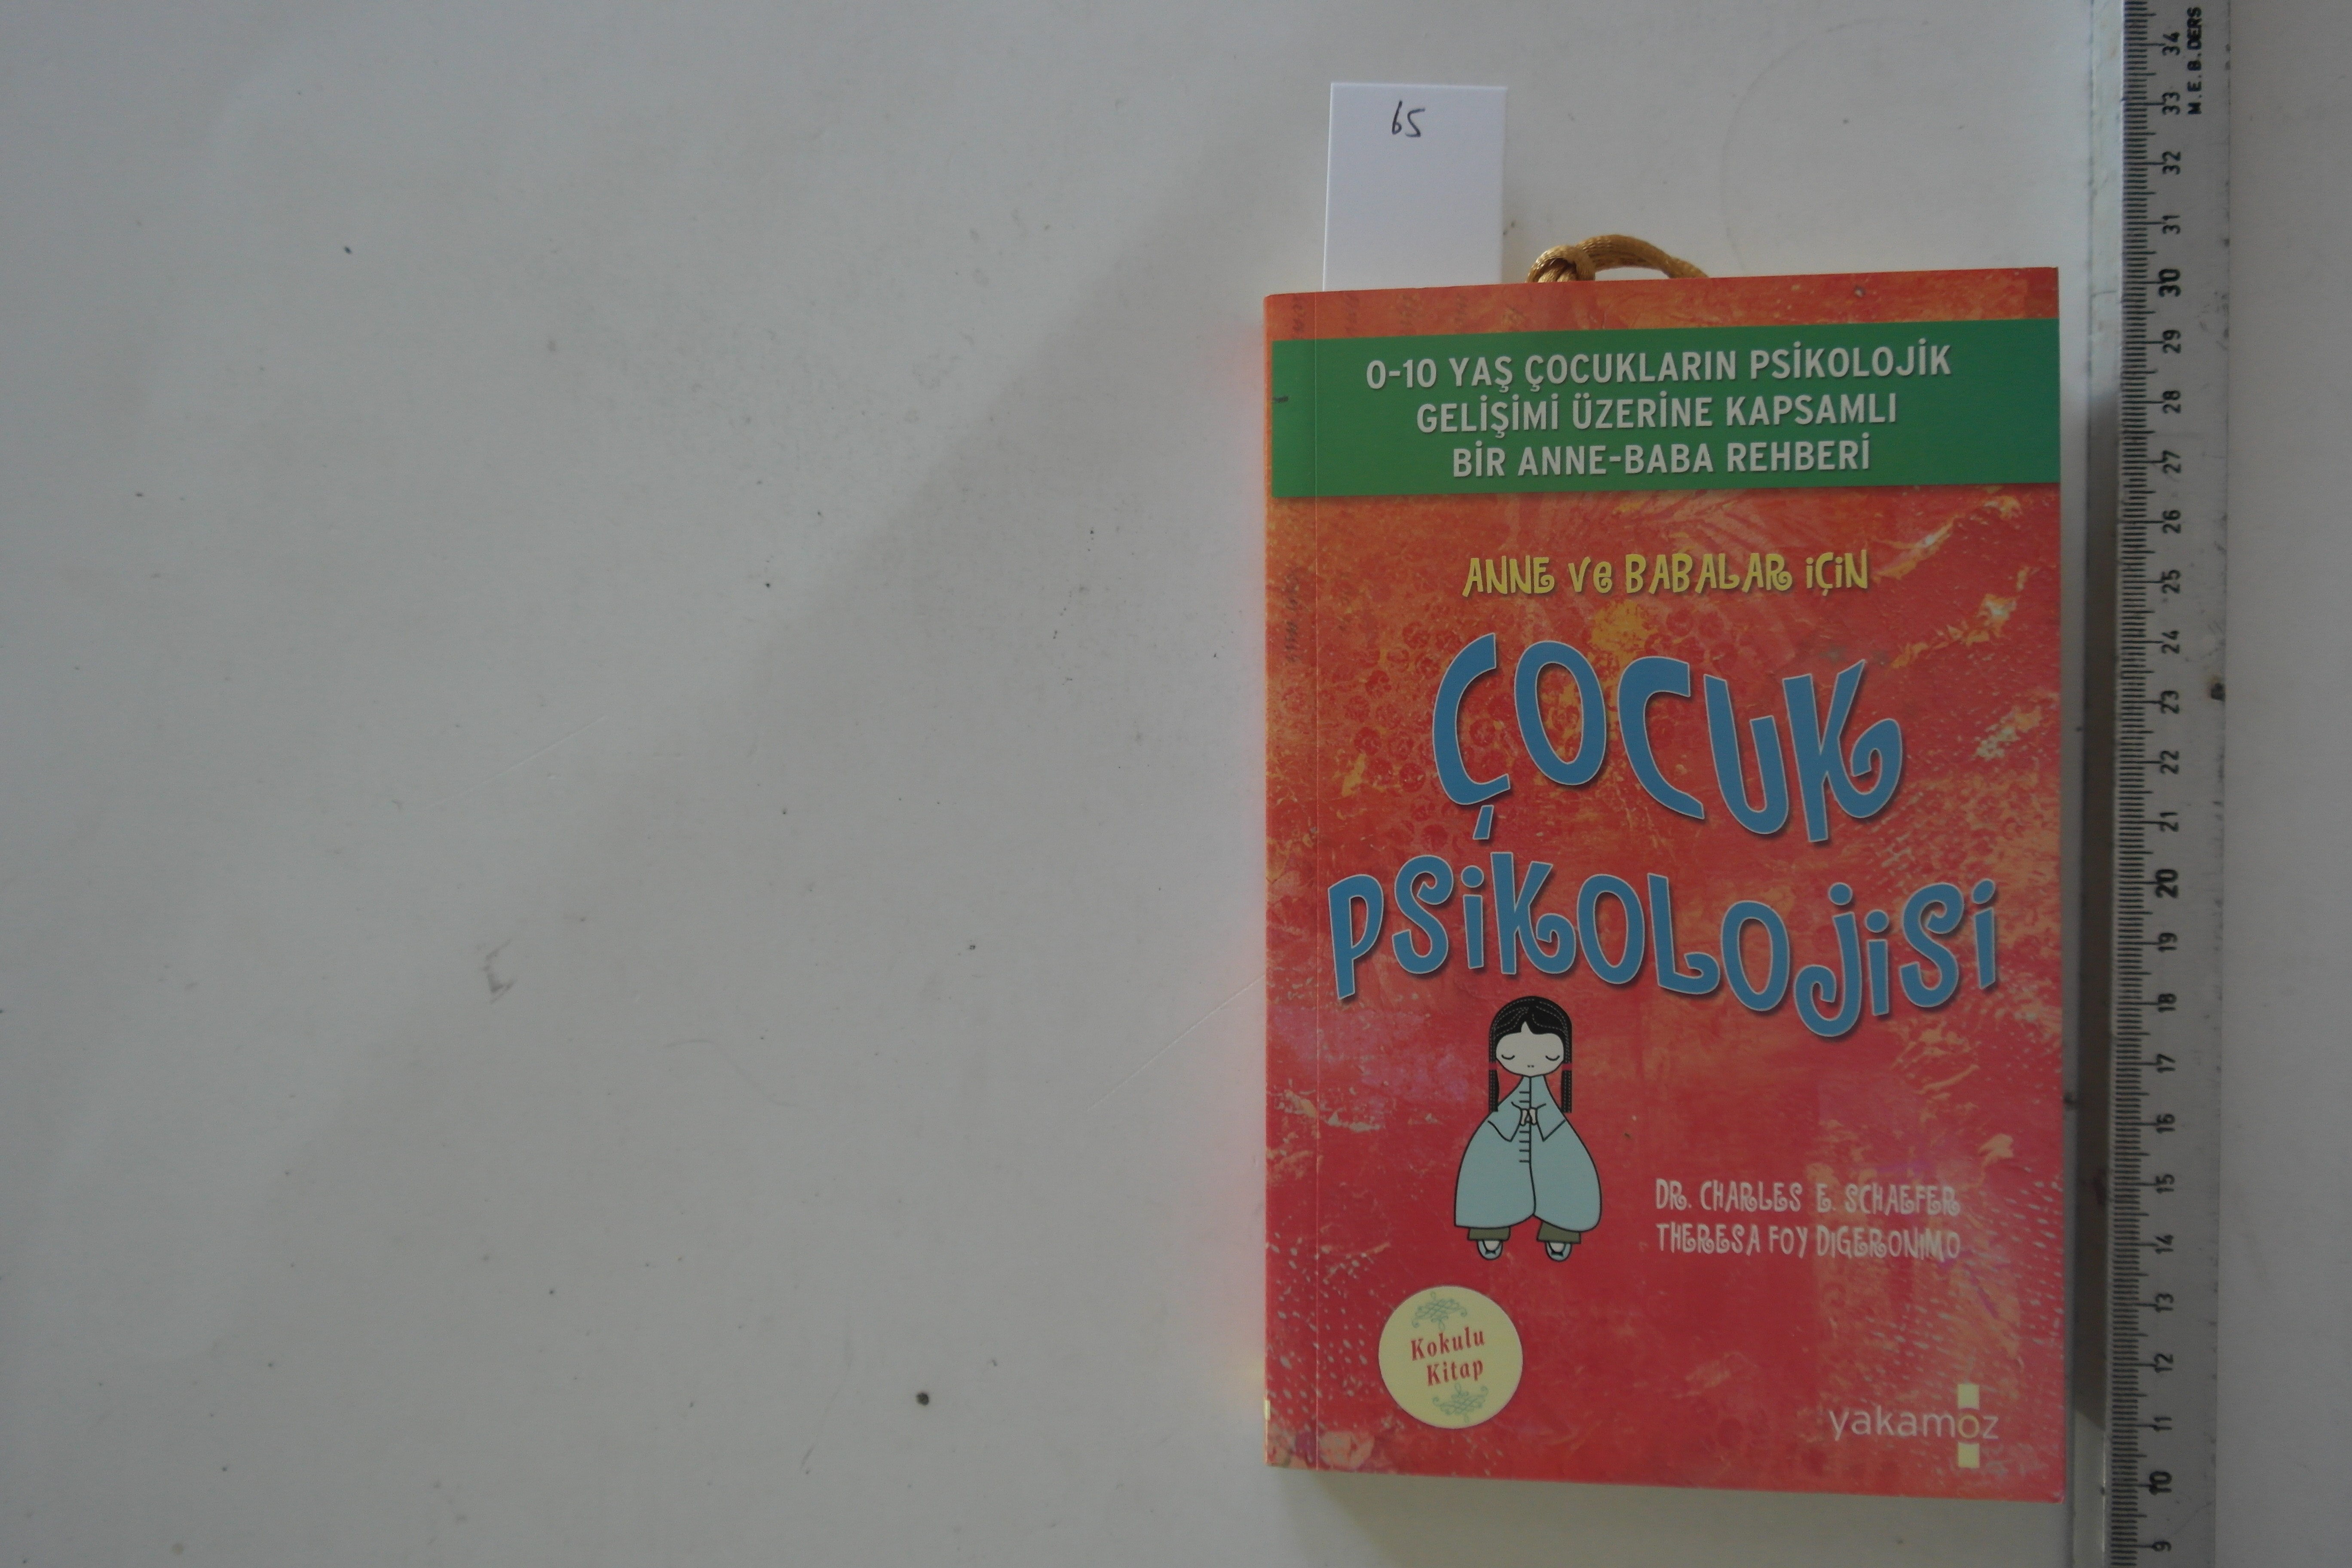 65
0-10 YAŞ ÇOCUKLARIN PSİKOLOJİK
GELİŞİMİ ÜZERİNE KAPSAMLI
BİR ANNE-BABA REHBERİ
ANNE ve BABALAR İÇİN
ÇOCUK
PSİKOLOJİSİ
DR. CHARLES E. SCHAEFER
THERESA FOY DIGERONIMO
Kokulu
Kitap
yakamoz
M.E.B. DERS
34
33
32
31
30
29
28
27
26
25
24
23
22
21
20
19
18
17
16
15
14
13
12
11
10
9